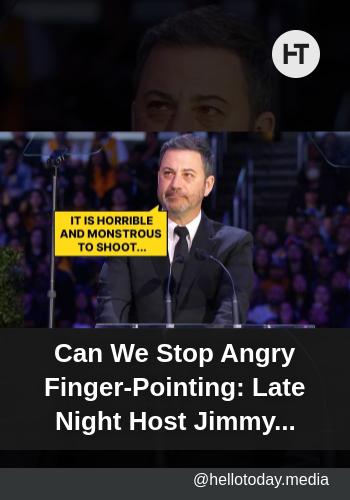 HT
IT IS HORRIBLE
AND MONSTROUS
TO SHOOT...
Can We Stop Angry
Finger-Pointing: Late
Night Host Jimmy...
@hellotoday.media